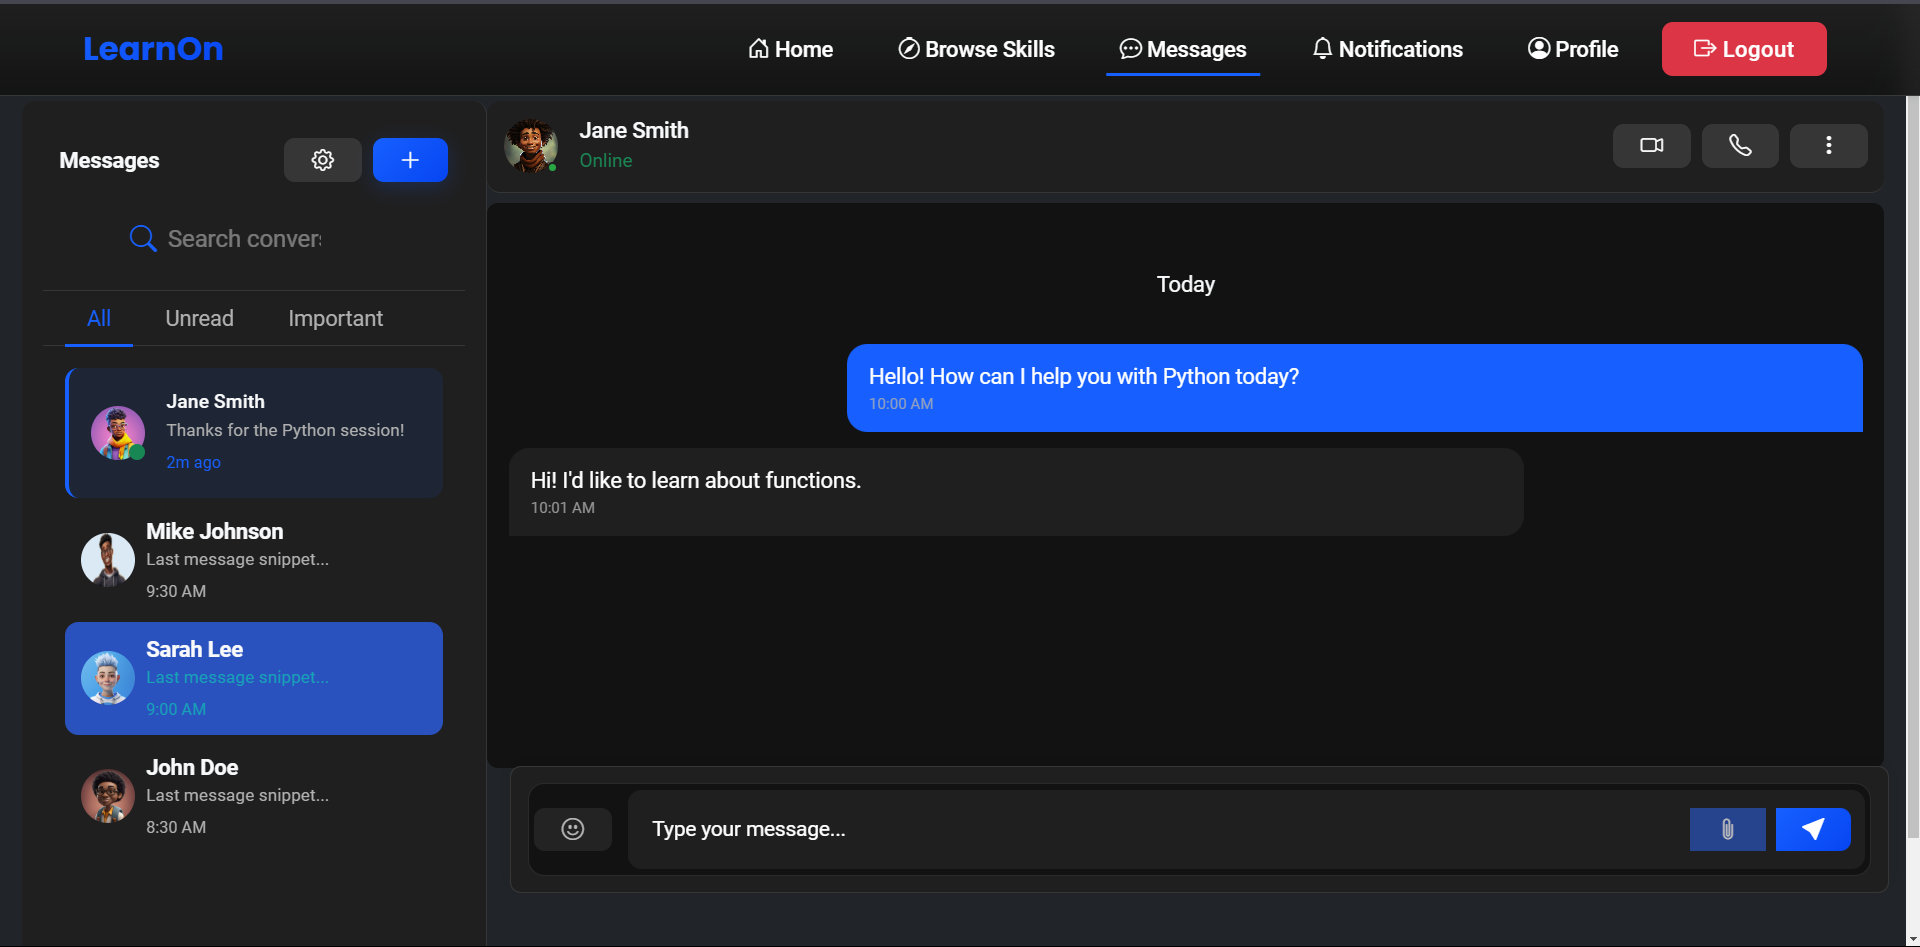 LearnOn
Home
Browse Skills
Messages
Notifications
Profile
Logout
Messages
Search conver
All
Unread
Important
Jane Smith
Thanks for the Python session!
2m ago
Mike Johnson
Last message snippet...
9:30 AM
Sarah Lee
Last message snippet...
9:00 AM
John Doe
Last message snippet...
8:30 AM
Jane Smith
Online
Today
Hello! How can I help you with Python today?
10:00 AM
Hi! I'd like to learn about functions.
10:01 AM
Type your message...